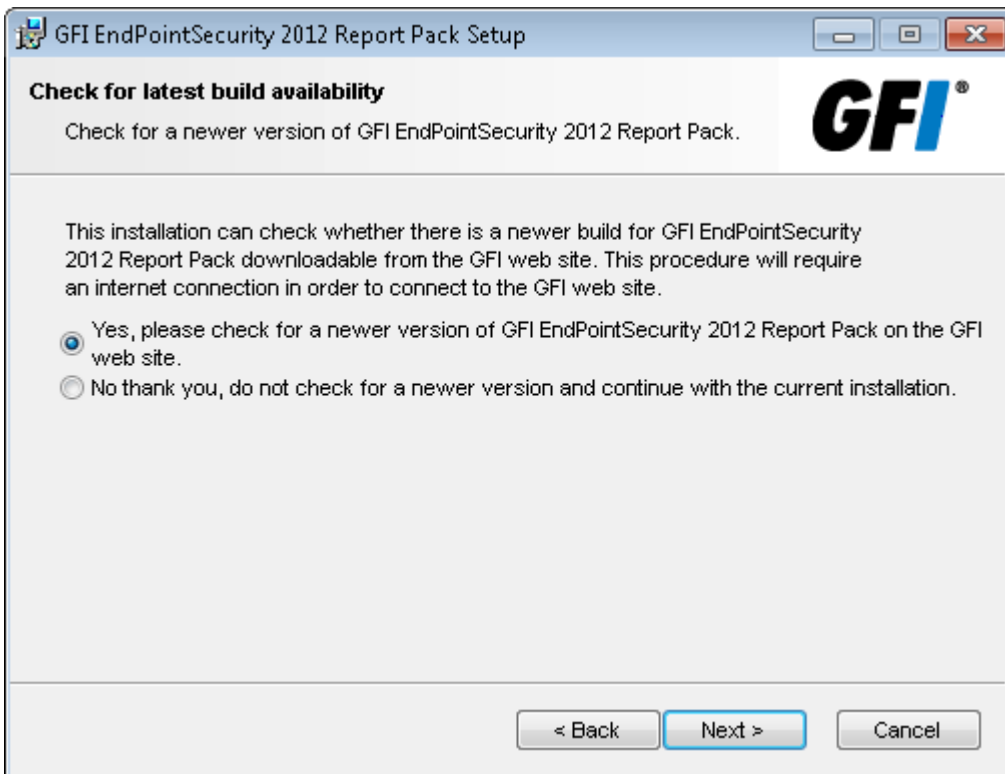 GFI EndPointSecurity 2012 Report Pack Setup
Check for latest build availability
Check for a newer version of GFI EndPointSecurity 2012 Report Pack.
GFI®
This installation can check whether there is a newer build for GFI EndPointSecurity
2012 Report Pack downloadable from the GFI web site. This procedure will require
an internet connection in order to connect to the GFI web site.
Yes, please check for a newer version of GFI EndPointSecurity 2012 Report Pack on the GFI
web site.
No thank you, do not check for a newer version and continue with the current installation.
< Back
Next >
Cancel